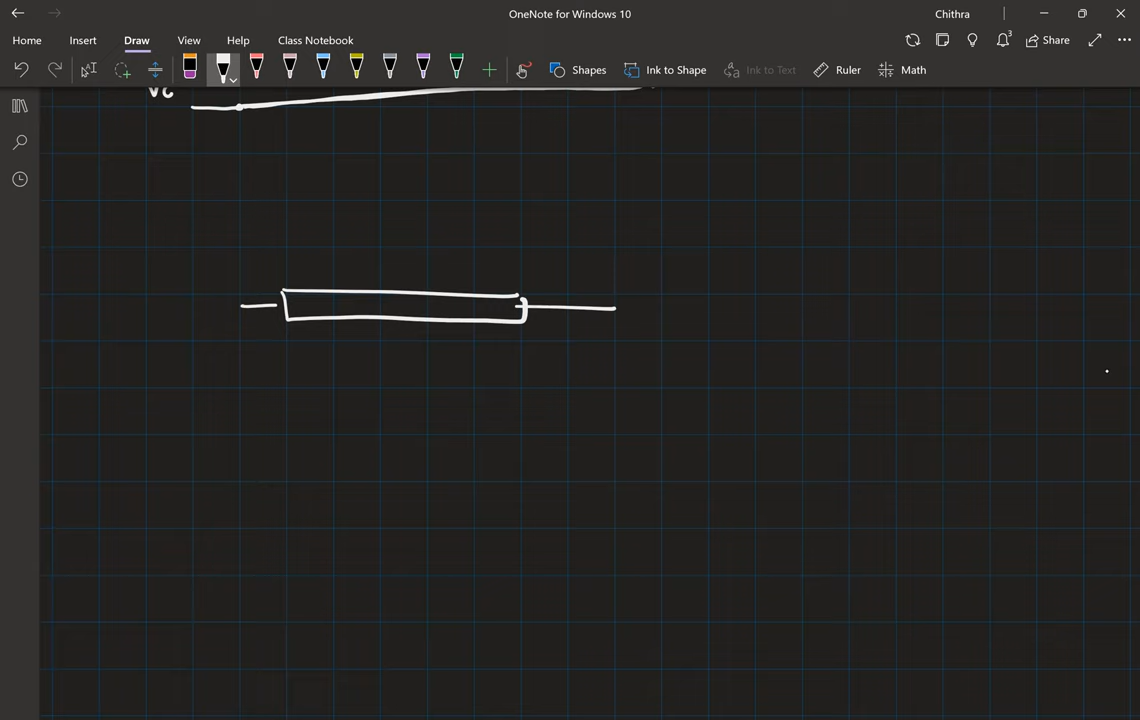 OneNote for Windows 10
Chithra
Home Insert Draw View Help Class Notebook
Share
Shapes Ink to Shape Ink to Text Ruler Math
Vc